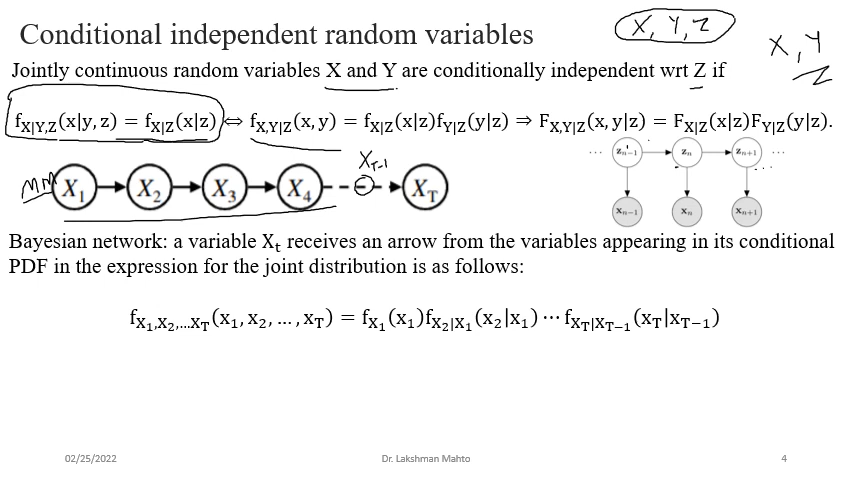 Conditional independent random variables
X, Y, Z
X, Y
Z
Jointly continuous random variables X and Y are conditionally independent wrt Z if
f_{X|Y,Z}(x|y, z) = f_{X|Z}(x|z) ⇔ f_{X,Y|Z}(x, y) = f_{X|Z}(x|z)f_{Y|Z}(y|z) ⇒ F_{X,Y|Z}(x, y|z) = F_{X|Z}(x|z)F_{Y|Z}(y|z).
X_{T-1}
MM X_1 X_2 X_3 X_4 X_T
... z_{n-1} z_n z_{n+1} ...
x_{n-1} x_n x_{n+1}
Bayesian network: a variable X_t receives an arrow from the variables appearing in its conditional
PDF in the expression for the joint distribution is as follows:
f_{X_1,X_2,...X_T}(x_1, x_2, ... , x_T) = f_{X_1}(x_1)f_{X_2|X_1}(x_2|x_1) ⋯ f_{X_T|X_{T-1}}(x_T|x_{T-1})
02/25/2022 Dr. Lakshman Mahto 4